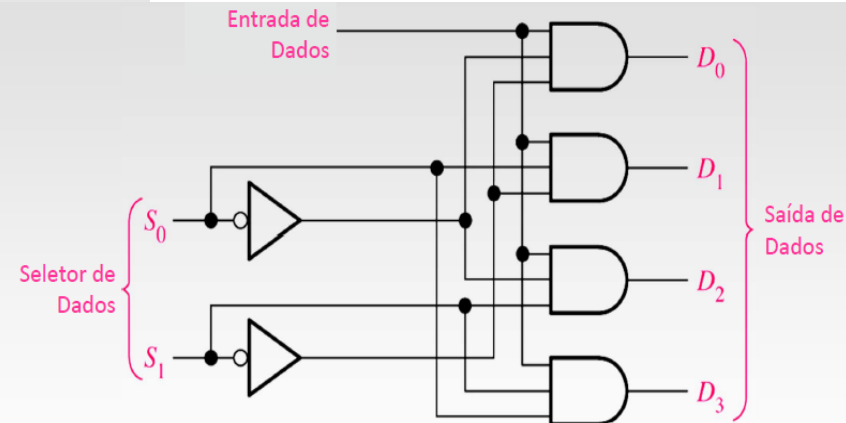 Entrada de
Dados
D0
D1
Saída de
Dados
S0
Seletor de
Dados
D2
S1
D3